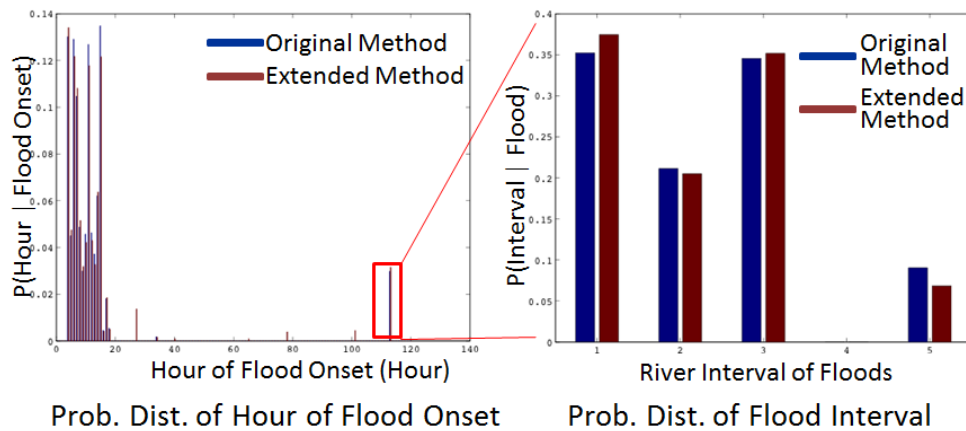 0.14
0.12
0.1
0.08
0.06
0.04
0.02
0
P(Hour | Flood Onset)
Original Method
Extended Method
0 20 40 60 80 100 120 140
Hour of Flood Onset (Hour)
Prob. Dist. of Hour of Flood Onset
0.4
0.35
0.3
0.25
0.2
0.15
0.1
0.05
0
P(Interval | Flood)
Original
Method
Extended
Method
1 2 3 4 5
River Interval of Floods
Prob. Dist. of Flood Interval